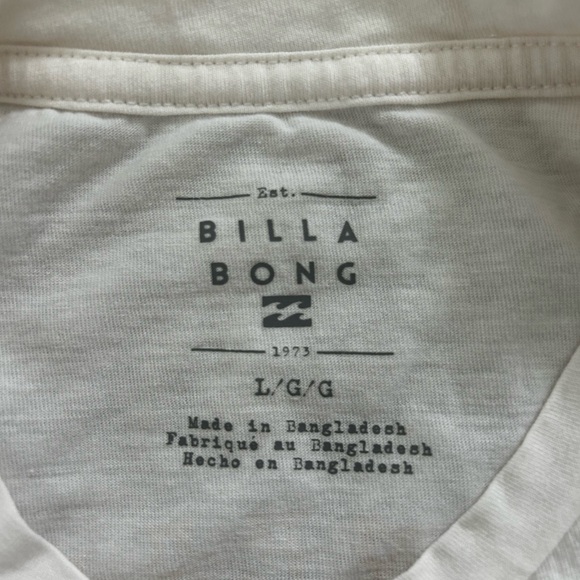 Est.
BILLA
BONG
1973
L/G/G
Made in Bangladesh
Fabriqué au Bangladesh
Hecho en Bangladesh